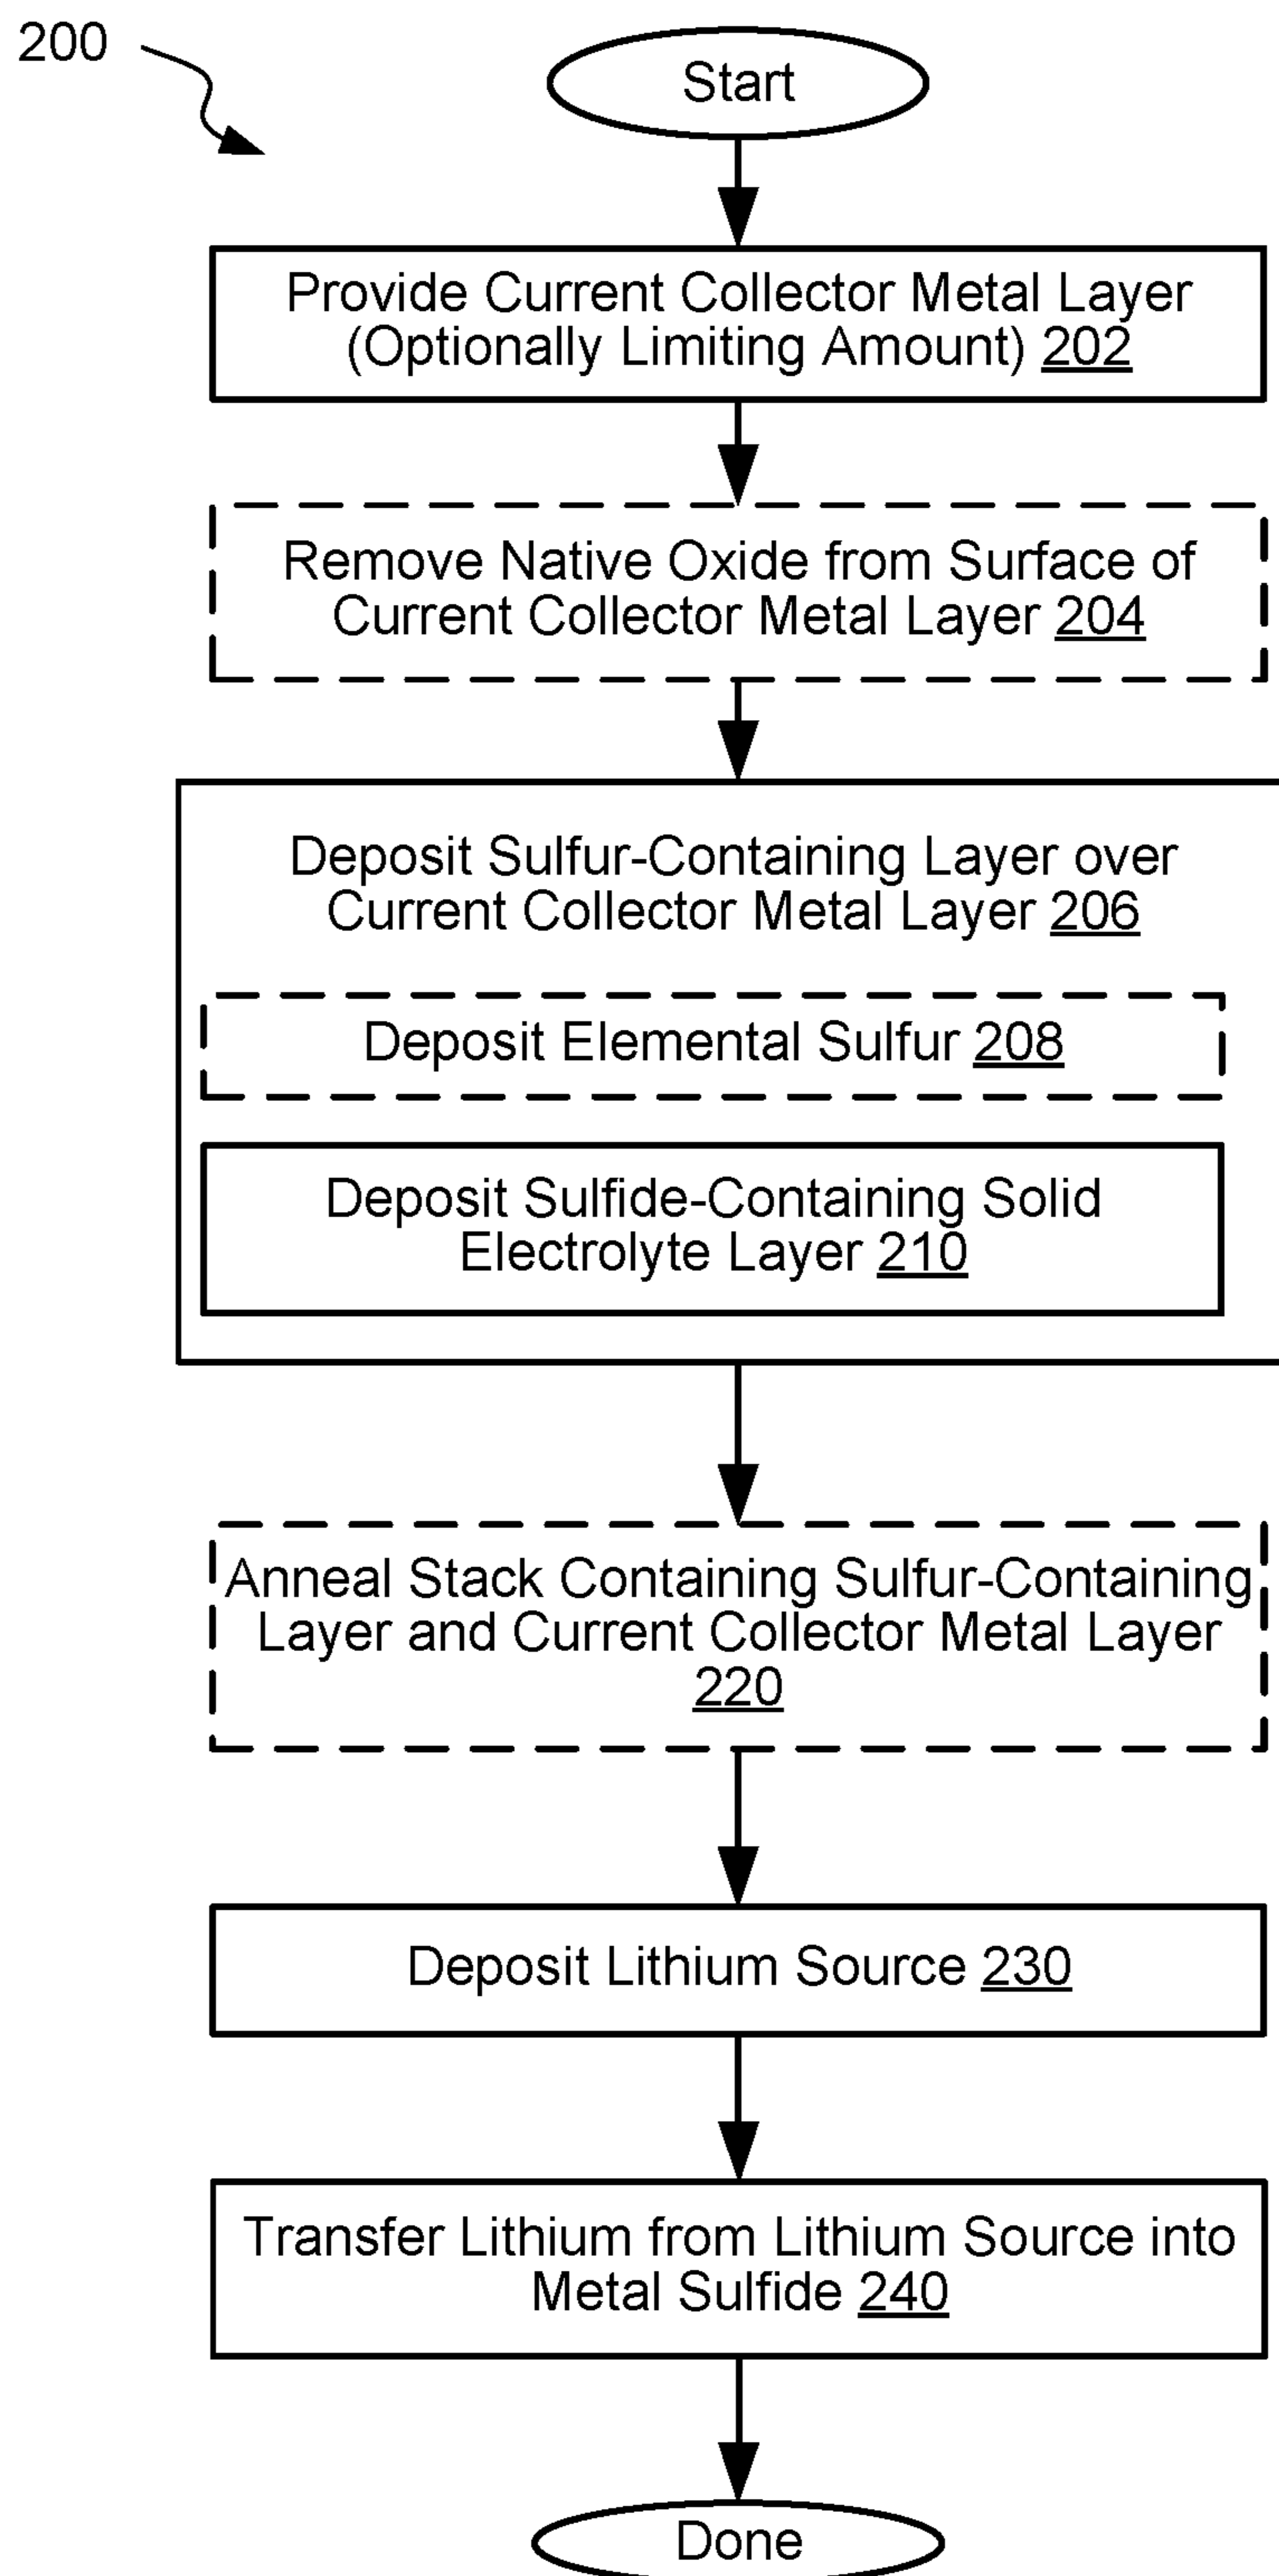 200
Start
Provide Current Collector Metal Layer
(Optionally Limiting Amount) 202
Remove Native Oxide from Surface of
Current Collector Metal Layer 204
Deposit Sulfur-Containing Layer over
Current Collector Metal Layer 206
Deposit Elemental Sulfur 208
Deposit Sulfide-Containing Solid
Electrolyte Layer 210
Anneal Stack Containing Sulfur-Containing
Layer and Current Collector Metal Layer
220
Deposit Lithium Source 230
Transfer Lithium from Lithium Source into
Metal Sulfide 240
Done